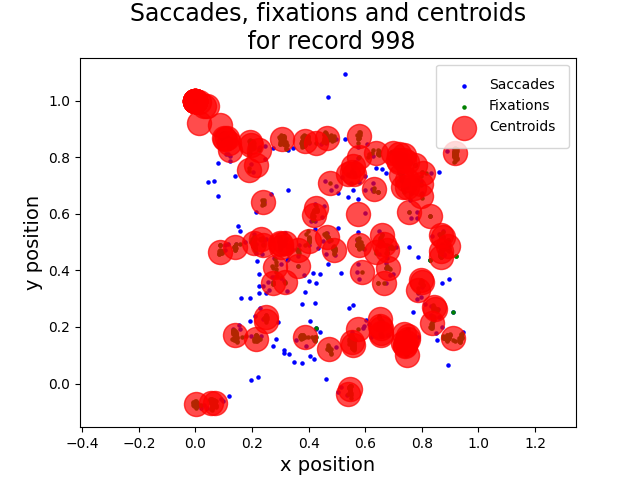 Saccades, fixations and centroids
for record 998
Saccades
Fixations
Centroids
y position
1.0
0.8
0.6
0.4
0.2
0.0
−0.4
−0.2
0.0
0.2
0.4
0.6
0.8
1.0
1.2
x position